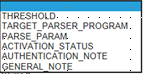 THRESHOLD
TARGET_PARSER_PROGRAM
PARSE_PARAM
ACTIVATION_STATUS
AUTHENTICATION_NOTE
GENERAL_NOTE